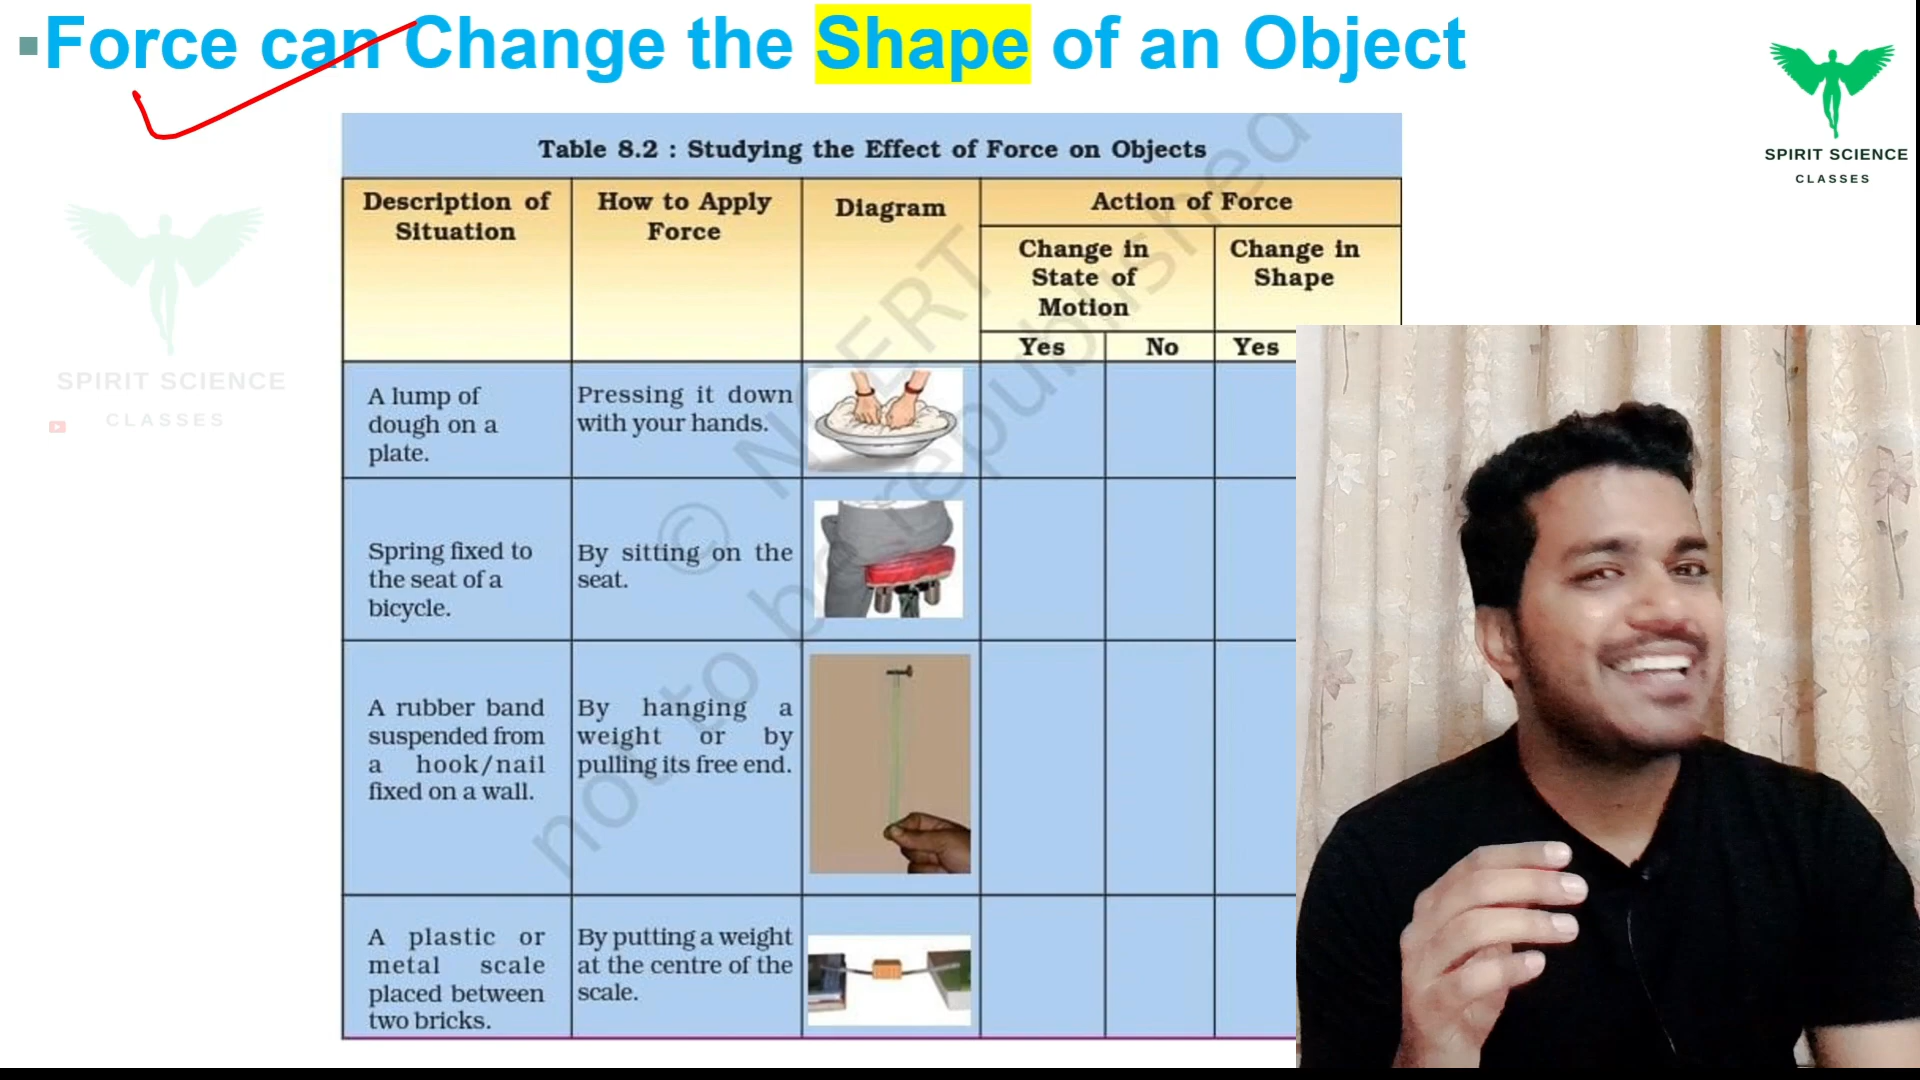 ▪Force can Change the Shape of an Object
SPIRIT SCIENCE
CLASSES
SPIRIT SCIENCE
CLASSES
Table 8.2 : Studying the Effect of Force on Objects
Description of
Situation
How to Apply
Force
Diagram
Action of Force
Change in
State of
Motion
Change in
Shape
Yes
No
Yes
A lump of
dough on a
plate.
Pressing it down
with your hands.
Spring fixed to
the seat of a
bicycle.
By sitting on the
seat.
A rubber band
suspended from
a hook/nail
fixed on a wall.
By hanging a
weight or by
pulling its free end.
A plastic or
metal scale
placed between
two bricks.
By putting a weight
at the centre of the
scale.
© NCERT
not to be republished